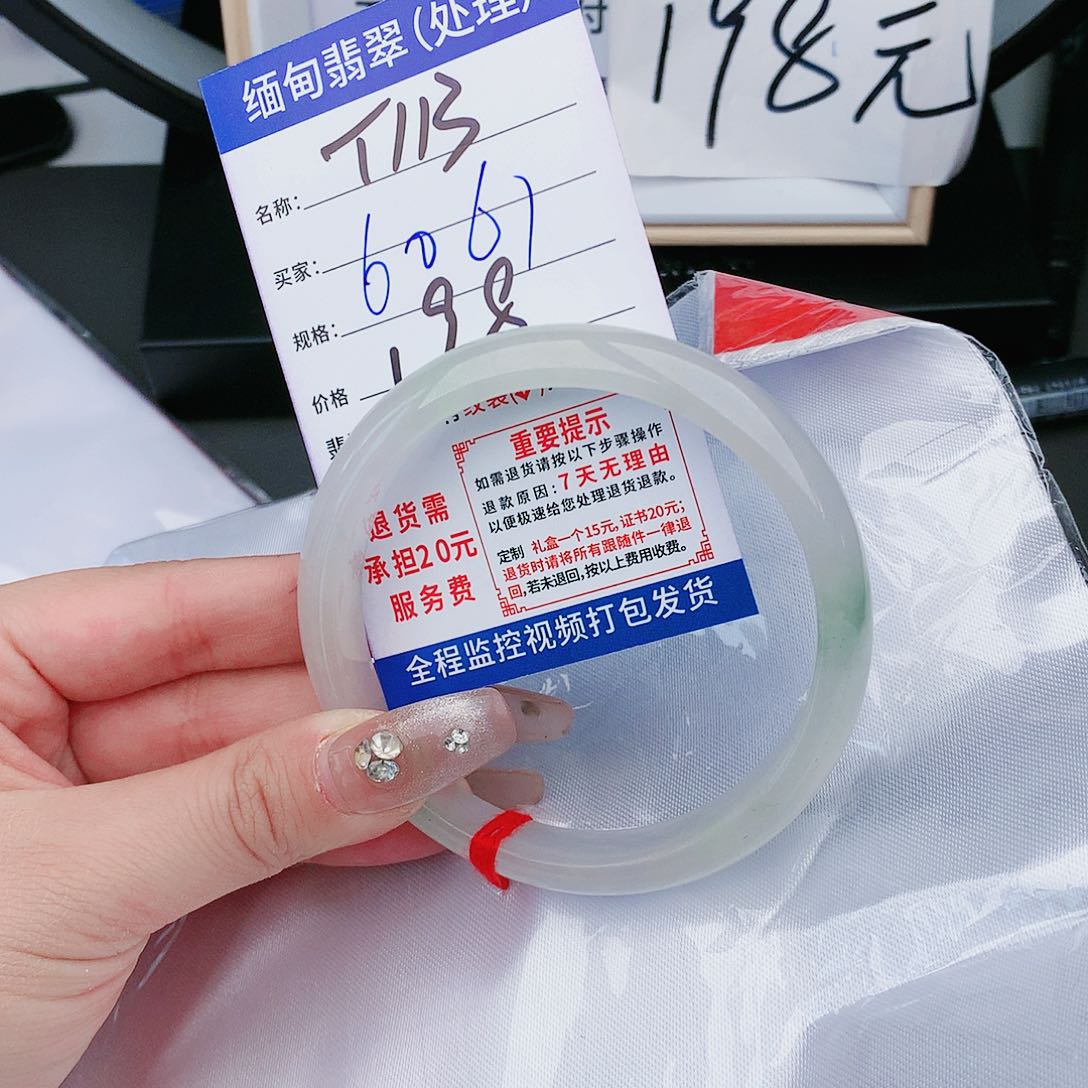 198元
缅甸翡翠(处理)
名称: T113
买家: 6061
规格: 198
价格
重要提示
如需退货请按以下步骤操作
退款原因:7天无理由
以便极速给您处理退货退款。
定制 礼盒一个15元,证书20元;
退货时请将所有跟随件一律退
回,若未退回,按以上费用收费。
退货需
承担20元
服务费
全程监控视频打包发货